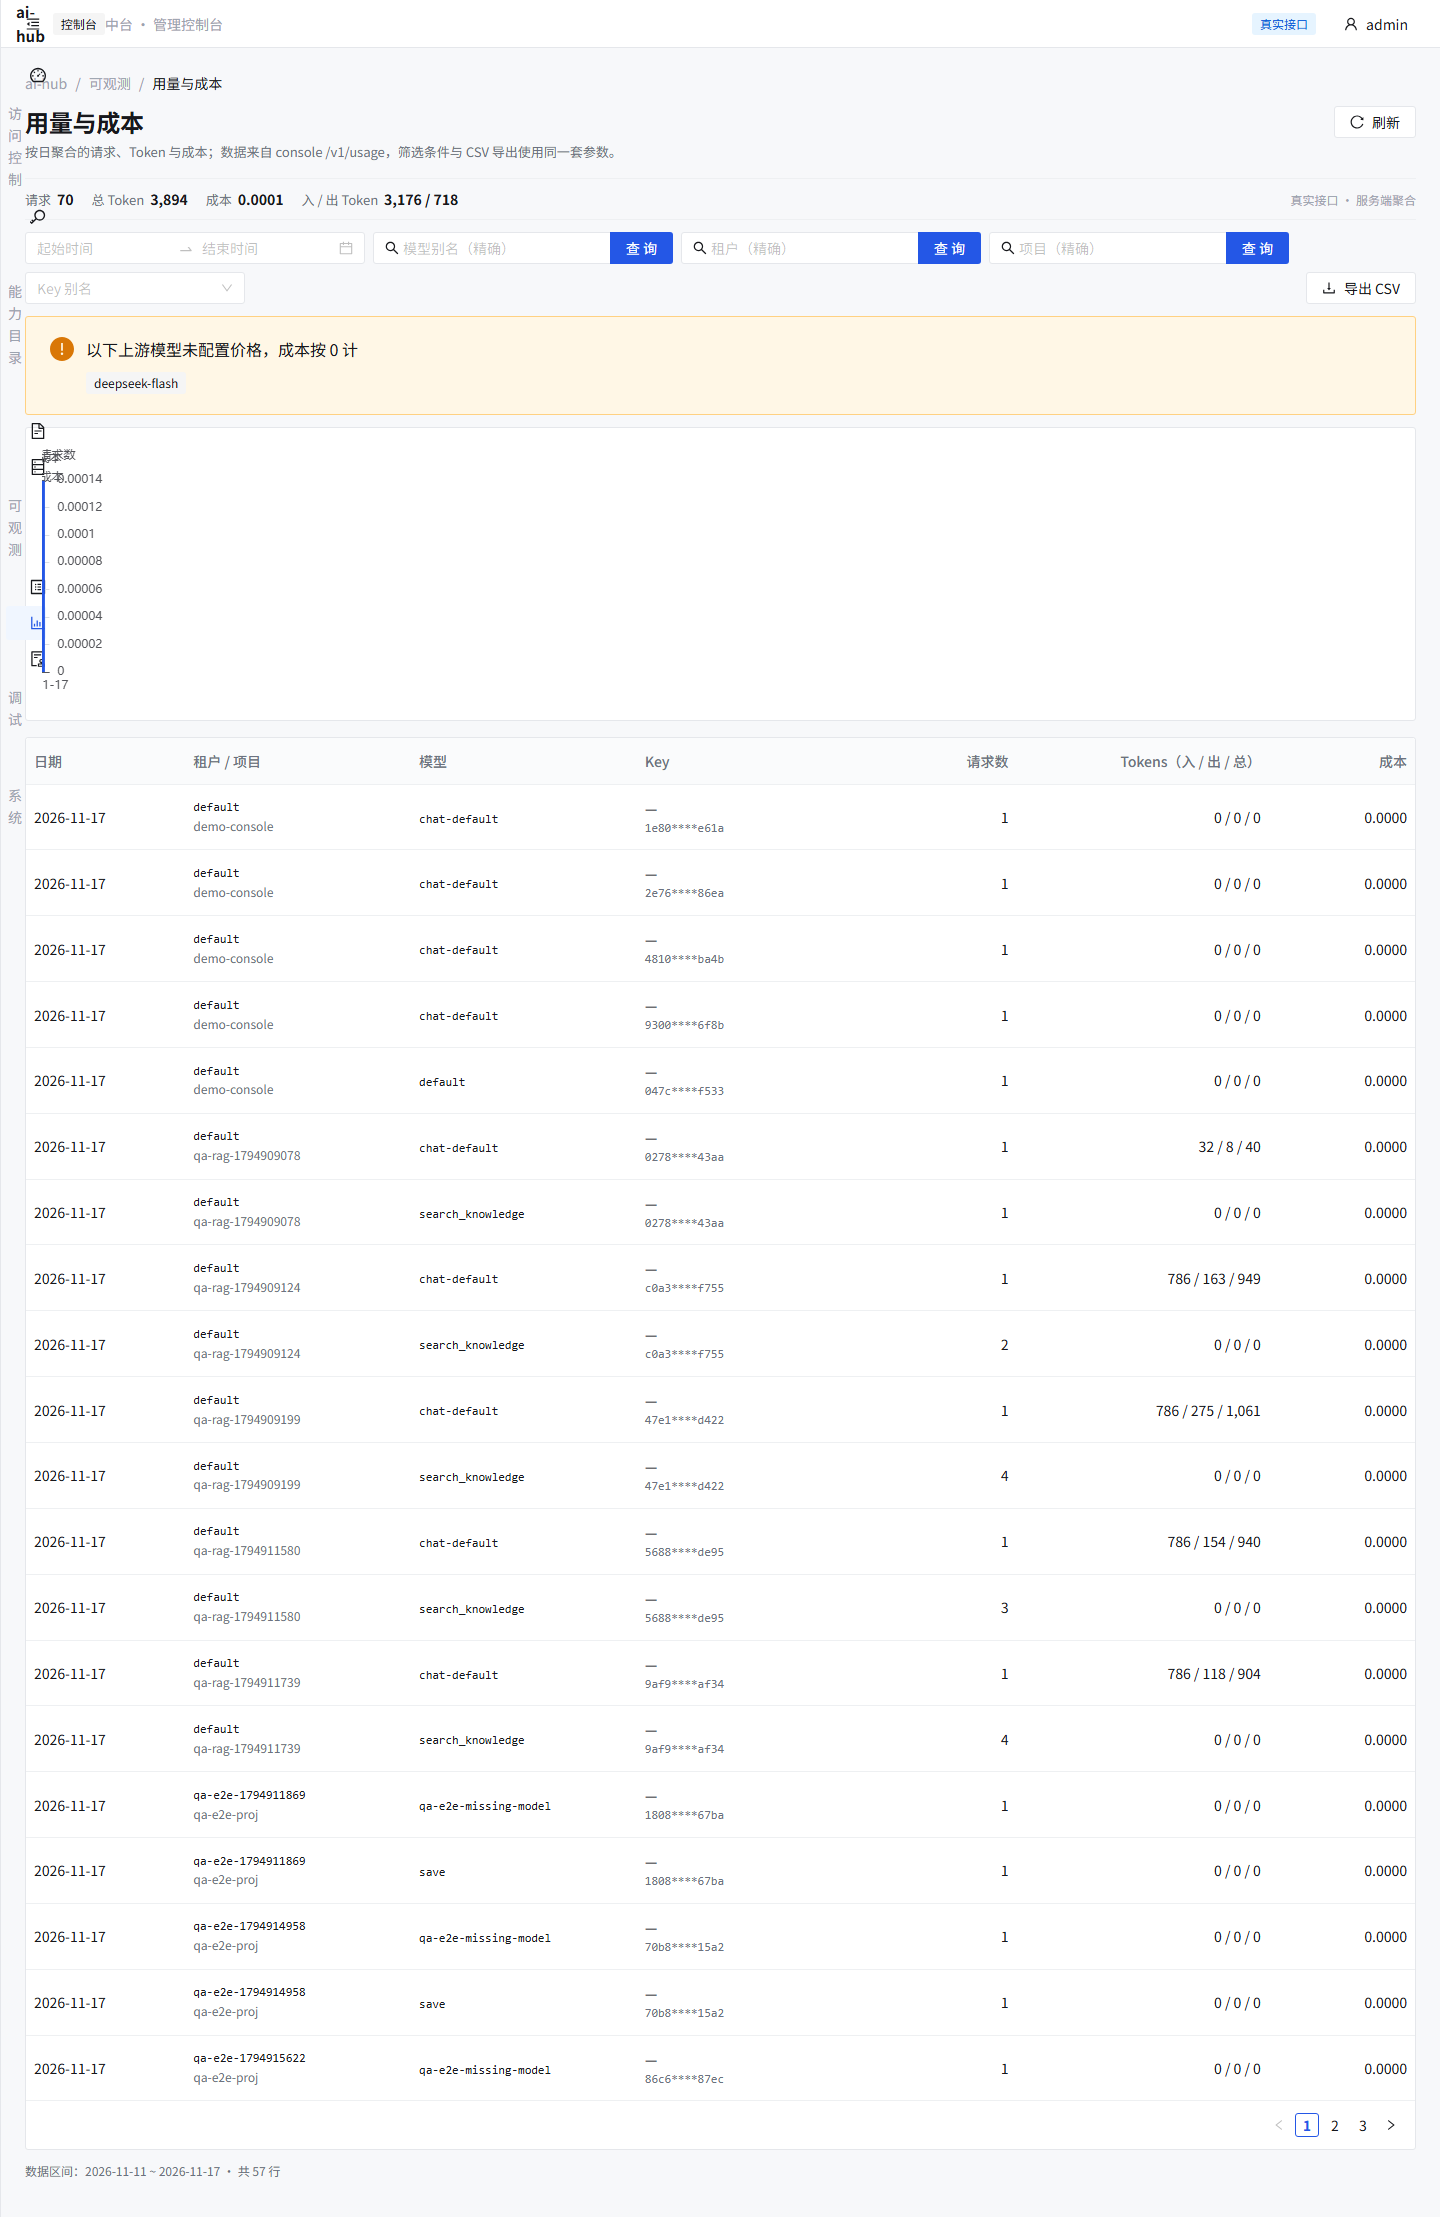 ai-hub
控制台
中台 · 管理控制台
真实接口
admin
ai-hub / 可观测 / 用量与成本
访问控制
用量与成本
刷新
按日聚合的请求、Token 与成本；数据来自 console /v1/usage，筛选条件与 CSV 导出使用同一套参数。
请求 70 总 Token 3,894 成本 0.0001 入 / 出 Token 3,176 / 718
真实接口 · 服务端聚合
起始时间 → 结束时间
模型别名（精确） 查 询
租户（精确） 查 询
项目（精确） 查 询
Key 别名
导出 CSV
能力目录
以下上游模型未配置价格，成本按 0 计
deepseek-flash
请求数
成本
0.00014
0.00012
0.0001
0.00008
0.00006
0.00004
0.00002
0
1-17
可观测
调试
系统
日期 租户 / 项目 模型 Key 请求数 Tokens（入 / 出 / 总） 成本
2026-11-17 default demo-console chat-default — 1e80****e61a 1 0 / 0 / 0 0.0000
2026-11-17 default demo-console chat-default — 2e76****86ea 1 0 / 0 / 0 0.0000
2026-11-17 default demo-console chat-default — 4810****ba4b 1 0 / 0 / 0 0.0000
2026-11-17 default demo-console chat-default — 9300****6f8b 1 0 / 0 / 0 0.0000
2026-11-17 default demo-console default — 047c****f533 1 0 / 0 / 0 0.0000
2026-11-17 default qa-rag-1794909078 chat-default — 0278****43aa 1 32 / 8 / 40 0.0000
2026-11-17 default qa-rag-1794909078 search_knowledge — 0278****43aa 1 0 / 0 / 0 0.0000
2026-11-17 default qa-rag-1794909124 chat-default — c0a3****f755 1 786 / 163 / 949 0.0000
2026-11-17 default qa-rag-1794909124 search_knowledge — c0a3****f755 2 0 / 0 / 0 0.0000
2026-11-17 default qa-rag-1794909199 chat-default — 47e1****d422 1 786 / 275 / 1,061 0.0000
2026-11-17 default qa-rag-1794909199 search_knowledge — 47e1****d422 4 0 / 0 / 0 0.0000
2026-11-17 default qa-rag-1794911580 chat-default — 5688****de95 1 786 / 154 / 940 0.0000
2026-11-17 default qa-rag-1794911580 search_knowledge — 5688****de95 3 0 / 0 / 0 0.0000
2026-11-17 default qa-rag-1794911739 chat-default — 9af9****af34 1 786 / 118 / 904 0.0000
2026-11-17 default qa-rag-1794911739 search_knowledge — 9af9****af34 4 0 / 0 / 0 0.0000
2026-11-17 qa-e2e-1794911869 qa-e2e-proj qa-e2e-missing-model — 1808****67ba 1 0 / 0 / 0 0.0000
2026-11-17 qa-e2e-1794911869 qa-e2e-proj save — 1808****67ba 1 0 / 0 / 0 0.0000
2026-11-17 qa-e2e-1794914958 qa-e2e-proj qa-e2e-missing-model — 70b8****15a2 1 0 / 0 / 0 0.0000
2026-11-17 qa-e2e-1794914958 qa-e2e-proj save — 70b8****15a2 1 0 / 0 / 0 0.0000
2026-11-17 qa-e2e-1794915622 qa-e2e-proj qa-e2e-missing-model — 86c6****87ec 1 0 / 0 / 0 0.0000
1 2 3
数据区间：2026-11-11 ~ 2026-11-17 · 共 57 行